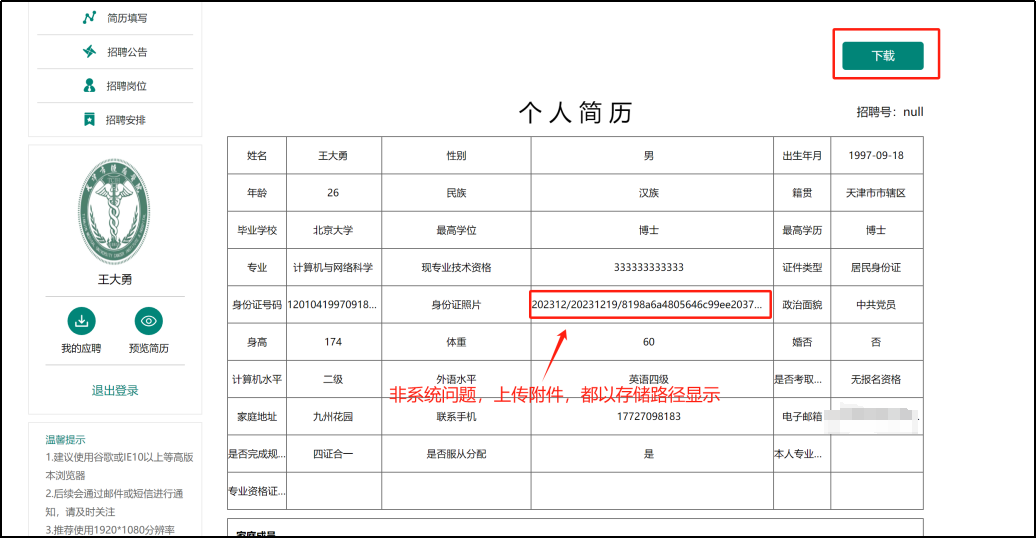 简历填写
招聘公告
招聘岗位
招聘安排
王大勇
我的应聘
预览简历
退出登录
温馨提示
1.建议使用谷歌或IE10以上等高版
本浏览器
2.后续会通过邮件或短信进行通
知，请及时关注
3.推荐使用1920*1080分辨率
下载
个人简历
招聘号：null
姓名 王大勇 性别 男 出生年月 1997-09-18
年龄 26 民族 汉族 籍贯 天津市市辖区
毕业学校 北京大学 最高学位 博士 最高学历 博士
专业 计算机与网络科学 现专业技术资格 333333333333 证件类型 居民身份证
身份证号码 12010419970918... 身份证照片 202312/20231219/8198a6a4805646c99ee2037... 政治面貌 中共党员
身高 174 体重 60 婚否 否
计算机水平 二级 外语水平 英语四级 是否考取... 无报名资格
非系统问题，上传附件，都以存储路径显示
家庭地址 九州花园 联系手机 17727098183 电子邮箱
是否完成规... 四证合一 是否服从分配 是 本人专业...
专业资格证...
家庭成员